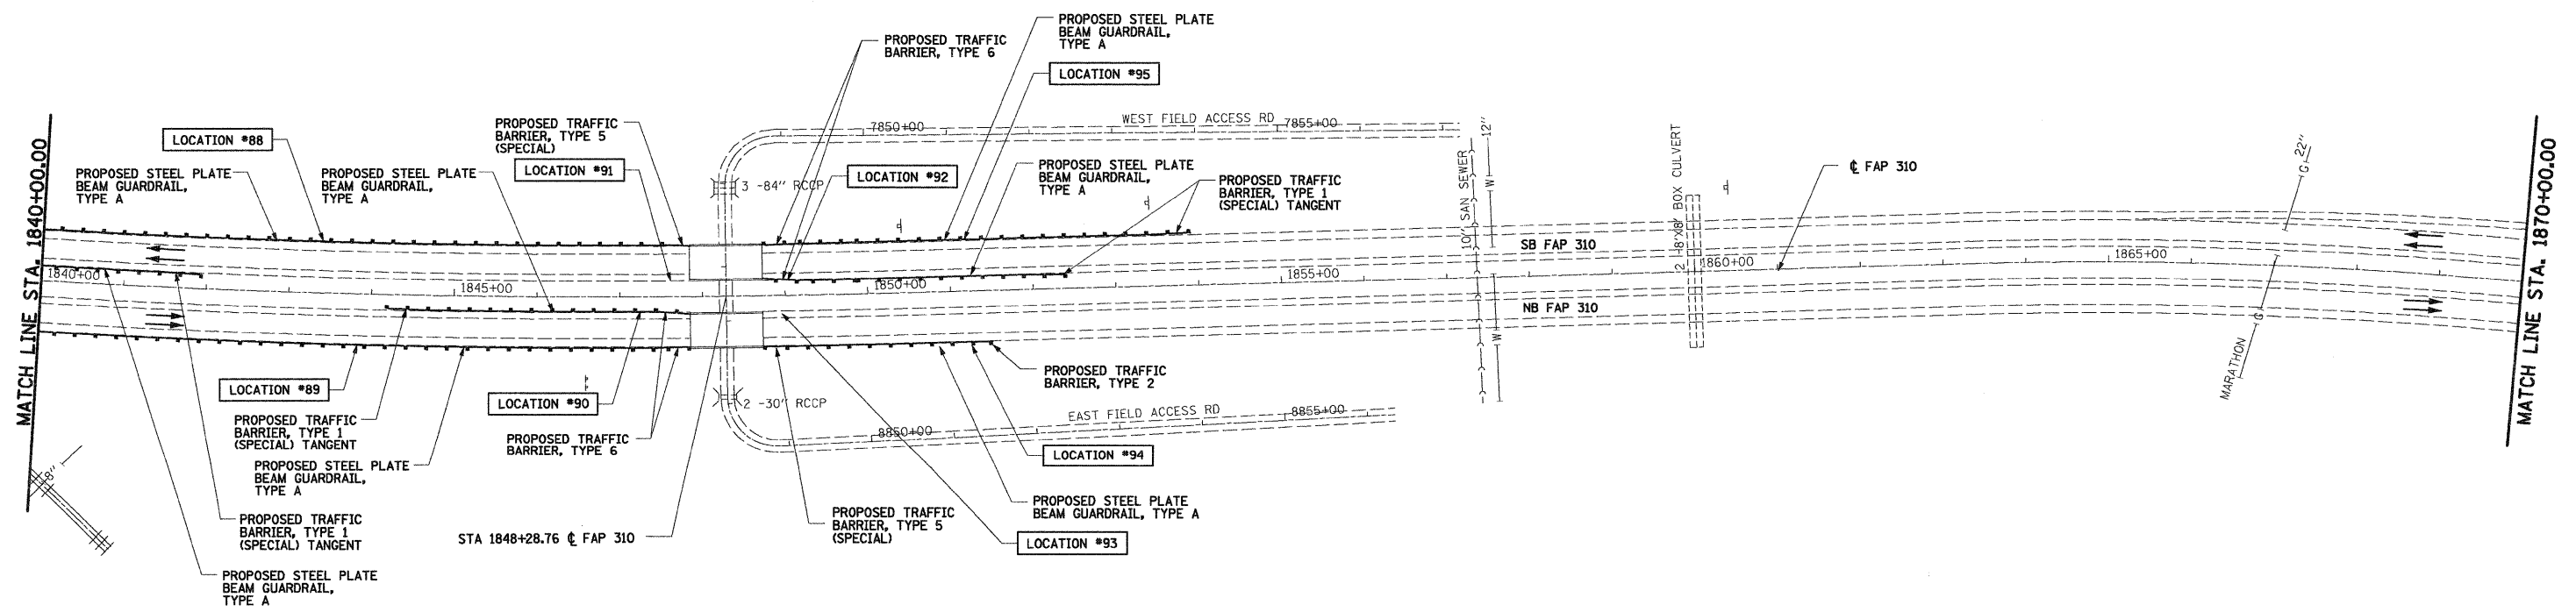 PROPOSED STEEL PLATE
BEAM GUARDRAIL,
TYPE A
PROPOSED TRAFFIC
BARRIER, TYPE 6
LOCATION #95
PROPOSED TRAFFIC
BARRIER, TYPE 5
(SPECIAL)
WEST FIELD ACCESS RD
7850+00
7855+00
LOCATION #88
LOCATION #91
LOCATION #92
PROPOSED STEEL PLATE
BEAM GUARDRAIL,
TYPE A
PROPOSED STEEL PLATE
BEAM GUARDRAIL,
TYPE A
3 -84" RCCP
PROPOSED STEEL PLATE
BEAM GUARDRAIL,
TYPE A
PROPOSED TRAFFIC
BARRIER, TYPE 1
(SPECIAL) TANGENT
10" SAN SEWER
12"
W
W
2 -8'X8' BOX CULVERT
℄ FAP 310
G
22"
G
MARATHON
MATCH LINE STA. 1840+00.00
MATCH LINE STA. 1870+00.00
1840+00
1845+00
1850+00
1855+00
1860+00
1865+00
SB FAP 310
NB FAP 310
LOCATION #89
LOCATION #90
2 -30" RCCP
PROPOSED TRAFFIC
BARRIER, TYPE 2
EAST FIELD ACCESS RD
8850+00
8855+00
PROPOSED TRAFFIC
BARRIER, TYPE 1
(SPECIAL) TANGENT
PROPOSED TRAFFIC
BARRIER, TYPE 6
LOCATION #94
PROPOSED STEEL PLATE
BEAM GUARDRAIL,
TYPE A
8"
PROPOSED STEEL PLATE
BEAM GUARDRAIL, TYPE A
PROPOSED TRAFFIC
BARRIER, TYPE 1
(SPECIAL) TANGENT
PROPOSED TRAFFIC
BARRIER, TYPE 5
(SPECIAL)
STA 1848+28.76 ℄ FAP 310
LOCATION #93
PROPOSED STEEL PLATE
BEAM GUARDRAIL,
TYPE A